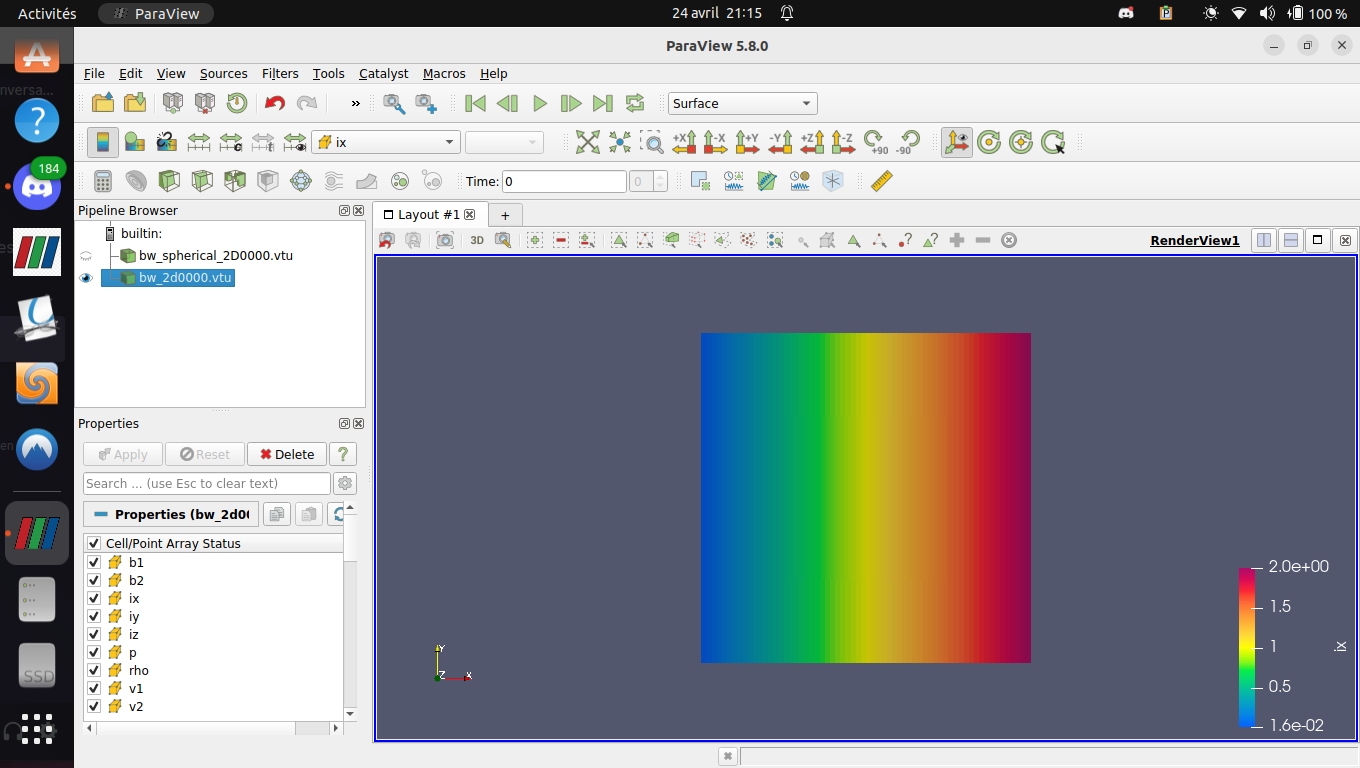 Activités
ParaView
24 avril 21:15
100 %
ParaView 5.8.0
File Edit View Sources Filters Tools Catalyst Macros Help
» Surface
ix
+X -X +Y -Y +Z -Z +90 -90
Time: 0 0
Pipeline Browser
builtin:
bw_spherical_2D0000.vtu
bw_2d0000.vtu
Layout #1 +
3D RenderView1
Properties
Apply Reset Delete ?
Search ... (use Esc to clear text)
Properties (bw_2d0
Cell/Point Array Status
b1
b2
ix
iy
iz
p
rho
v1
v2
Y
Z X
2.0e+00
1.5
1
0.5
1.6e-02
ix
184
SSD